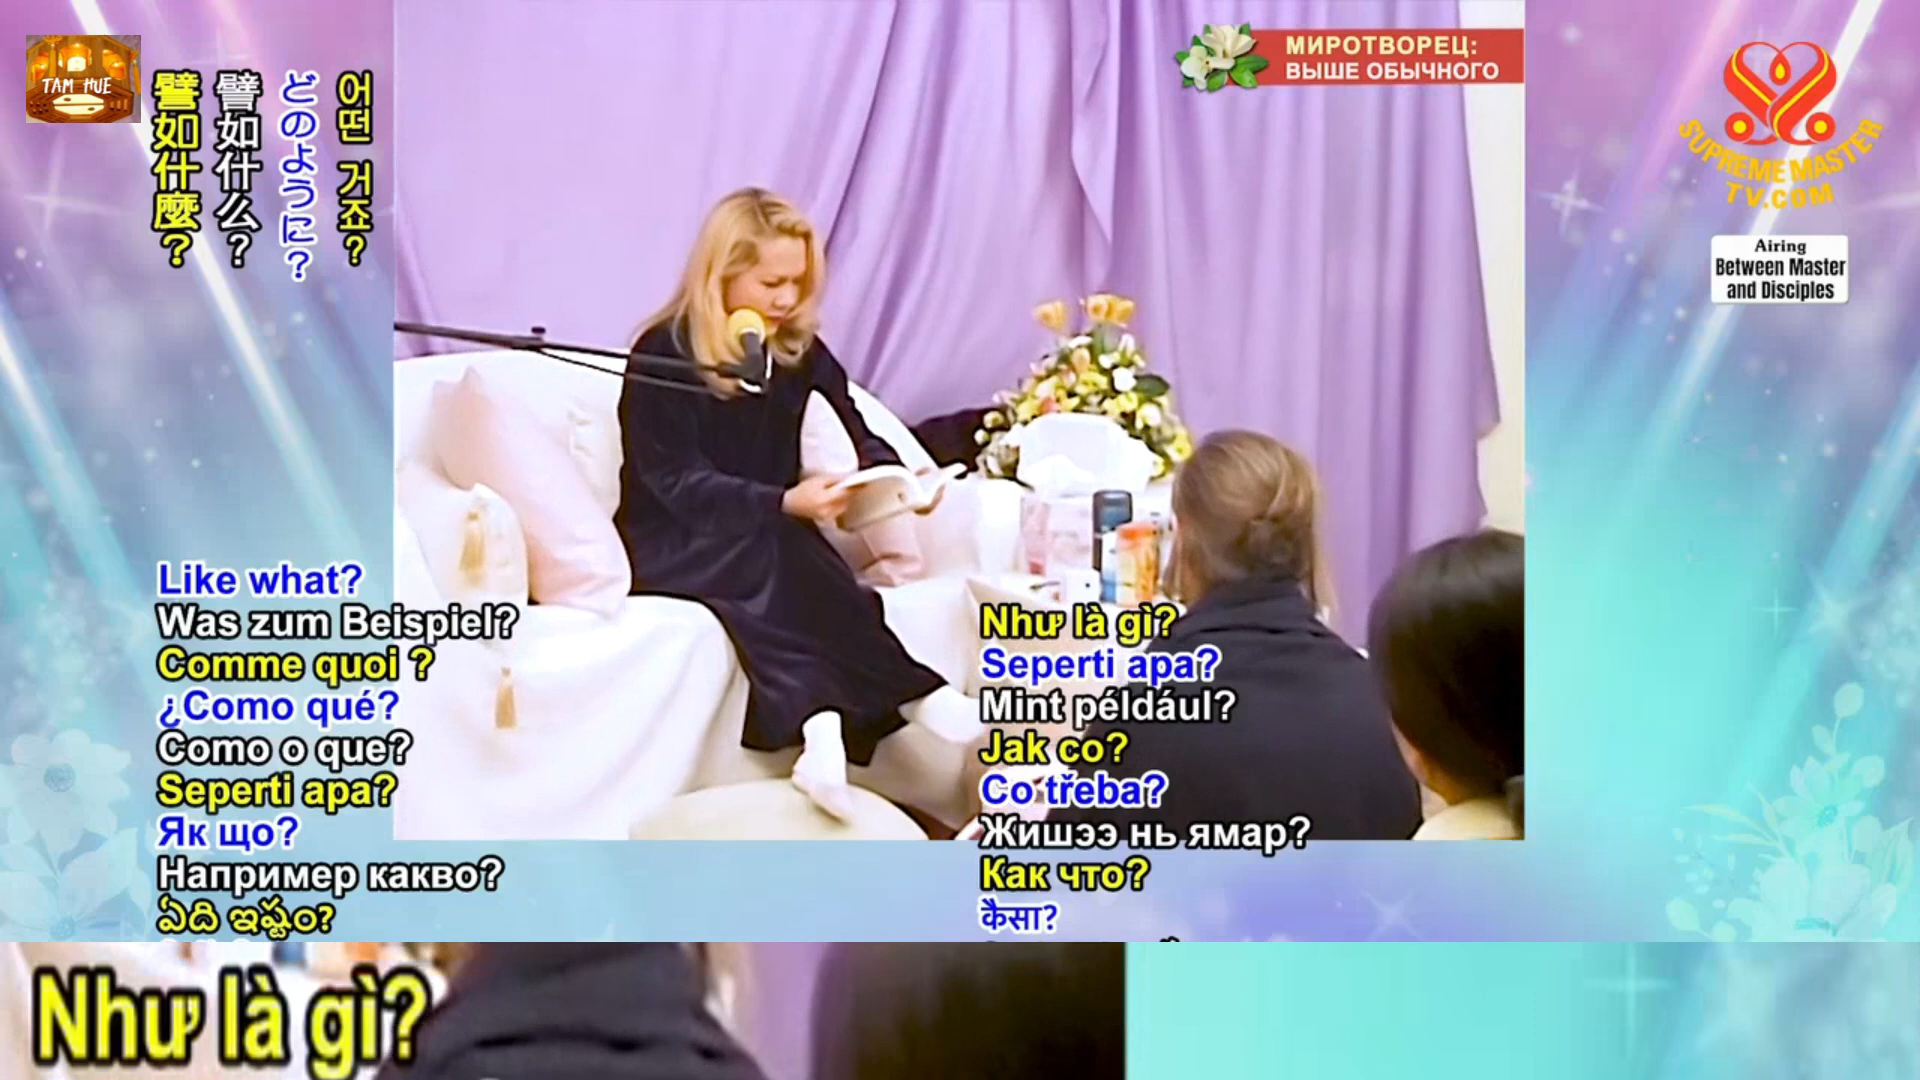 TAM HUE
譬如什麼？
譬如什么？
どのように？
어떤 거죠?
МИРОТВОРЕЦ:
ВЫШЕ ОБЫЧНОГО
SUPREME MASTER
TV.COM
Airing
Between Master
and Disciples
Like what?
Was zum Beispiel?
Comme quoi ?
¿Como qué?
Como o que?
Seperti apa?
Як що?
Например какво?
ఏది ఇష్టం?
Như là gì?
Seperti apa?
Mint például?
Jak co?
Co třeba?
Жишээ нь ямар?
Как что?
कैसा?
Như là gì?